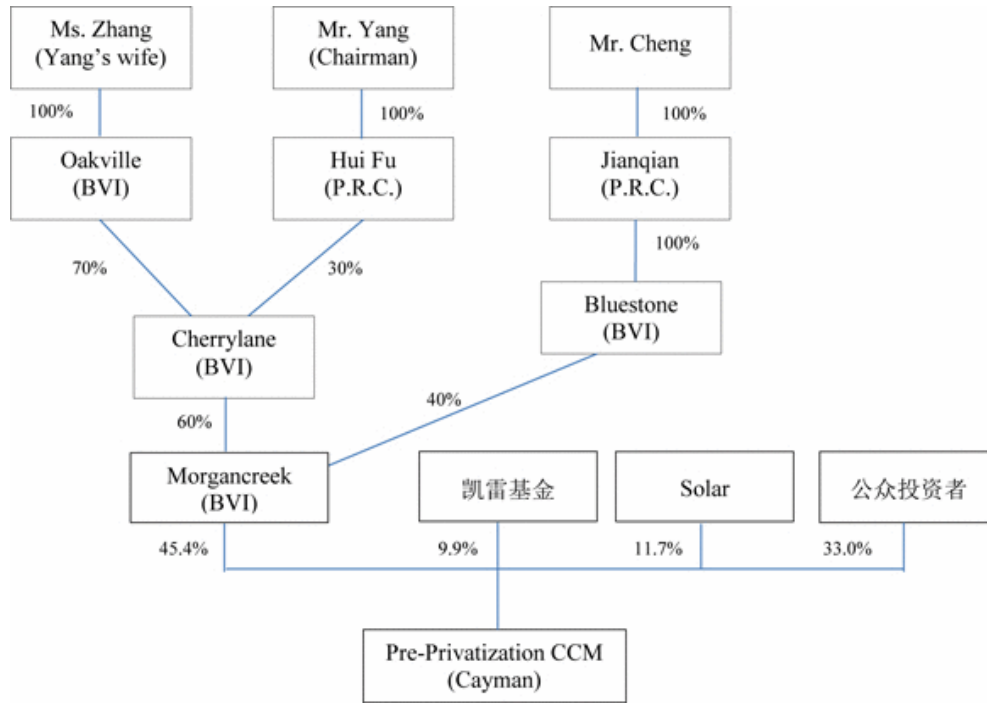 Ms. Zhang
(Yang’s wife)
Mr. Yang
(Chairman)
Mr. Cheng
100%
100%
100%
Oakville
(BVI)
Hui Fu
(P.R.C.)
Jianqian
(P.R.C.)
100%
70%
30%
Bluestone
(BVI)
Cherrylane
(BVI)
40%
60%
Morgancreek
(BVI)
凯雷基金
Solar
公众投资者
45.4%
9.9%
11.7%
33.0%
Pre-Privatization CCM
(Cayman)